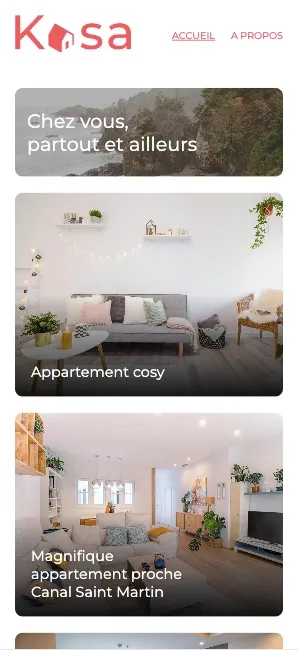 Kasa
ACCUEIL
A PROPOS
Chez vous,
partout et ailleurs
Appartement cosy
Magnifique
appartement proche
Canal Saint Martin